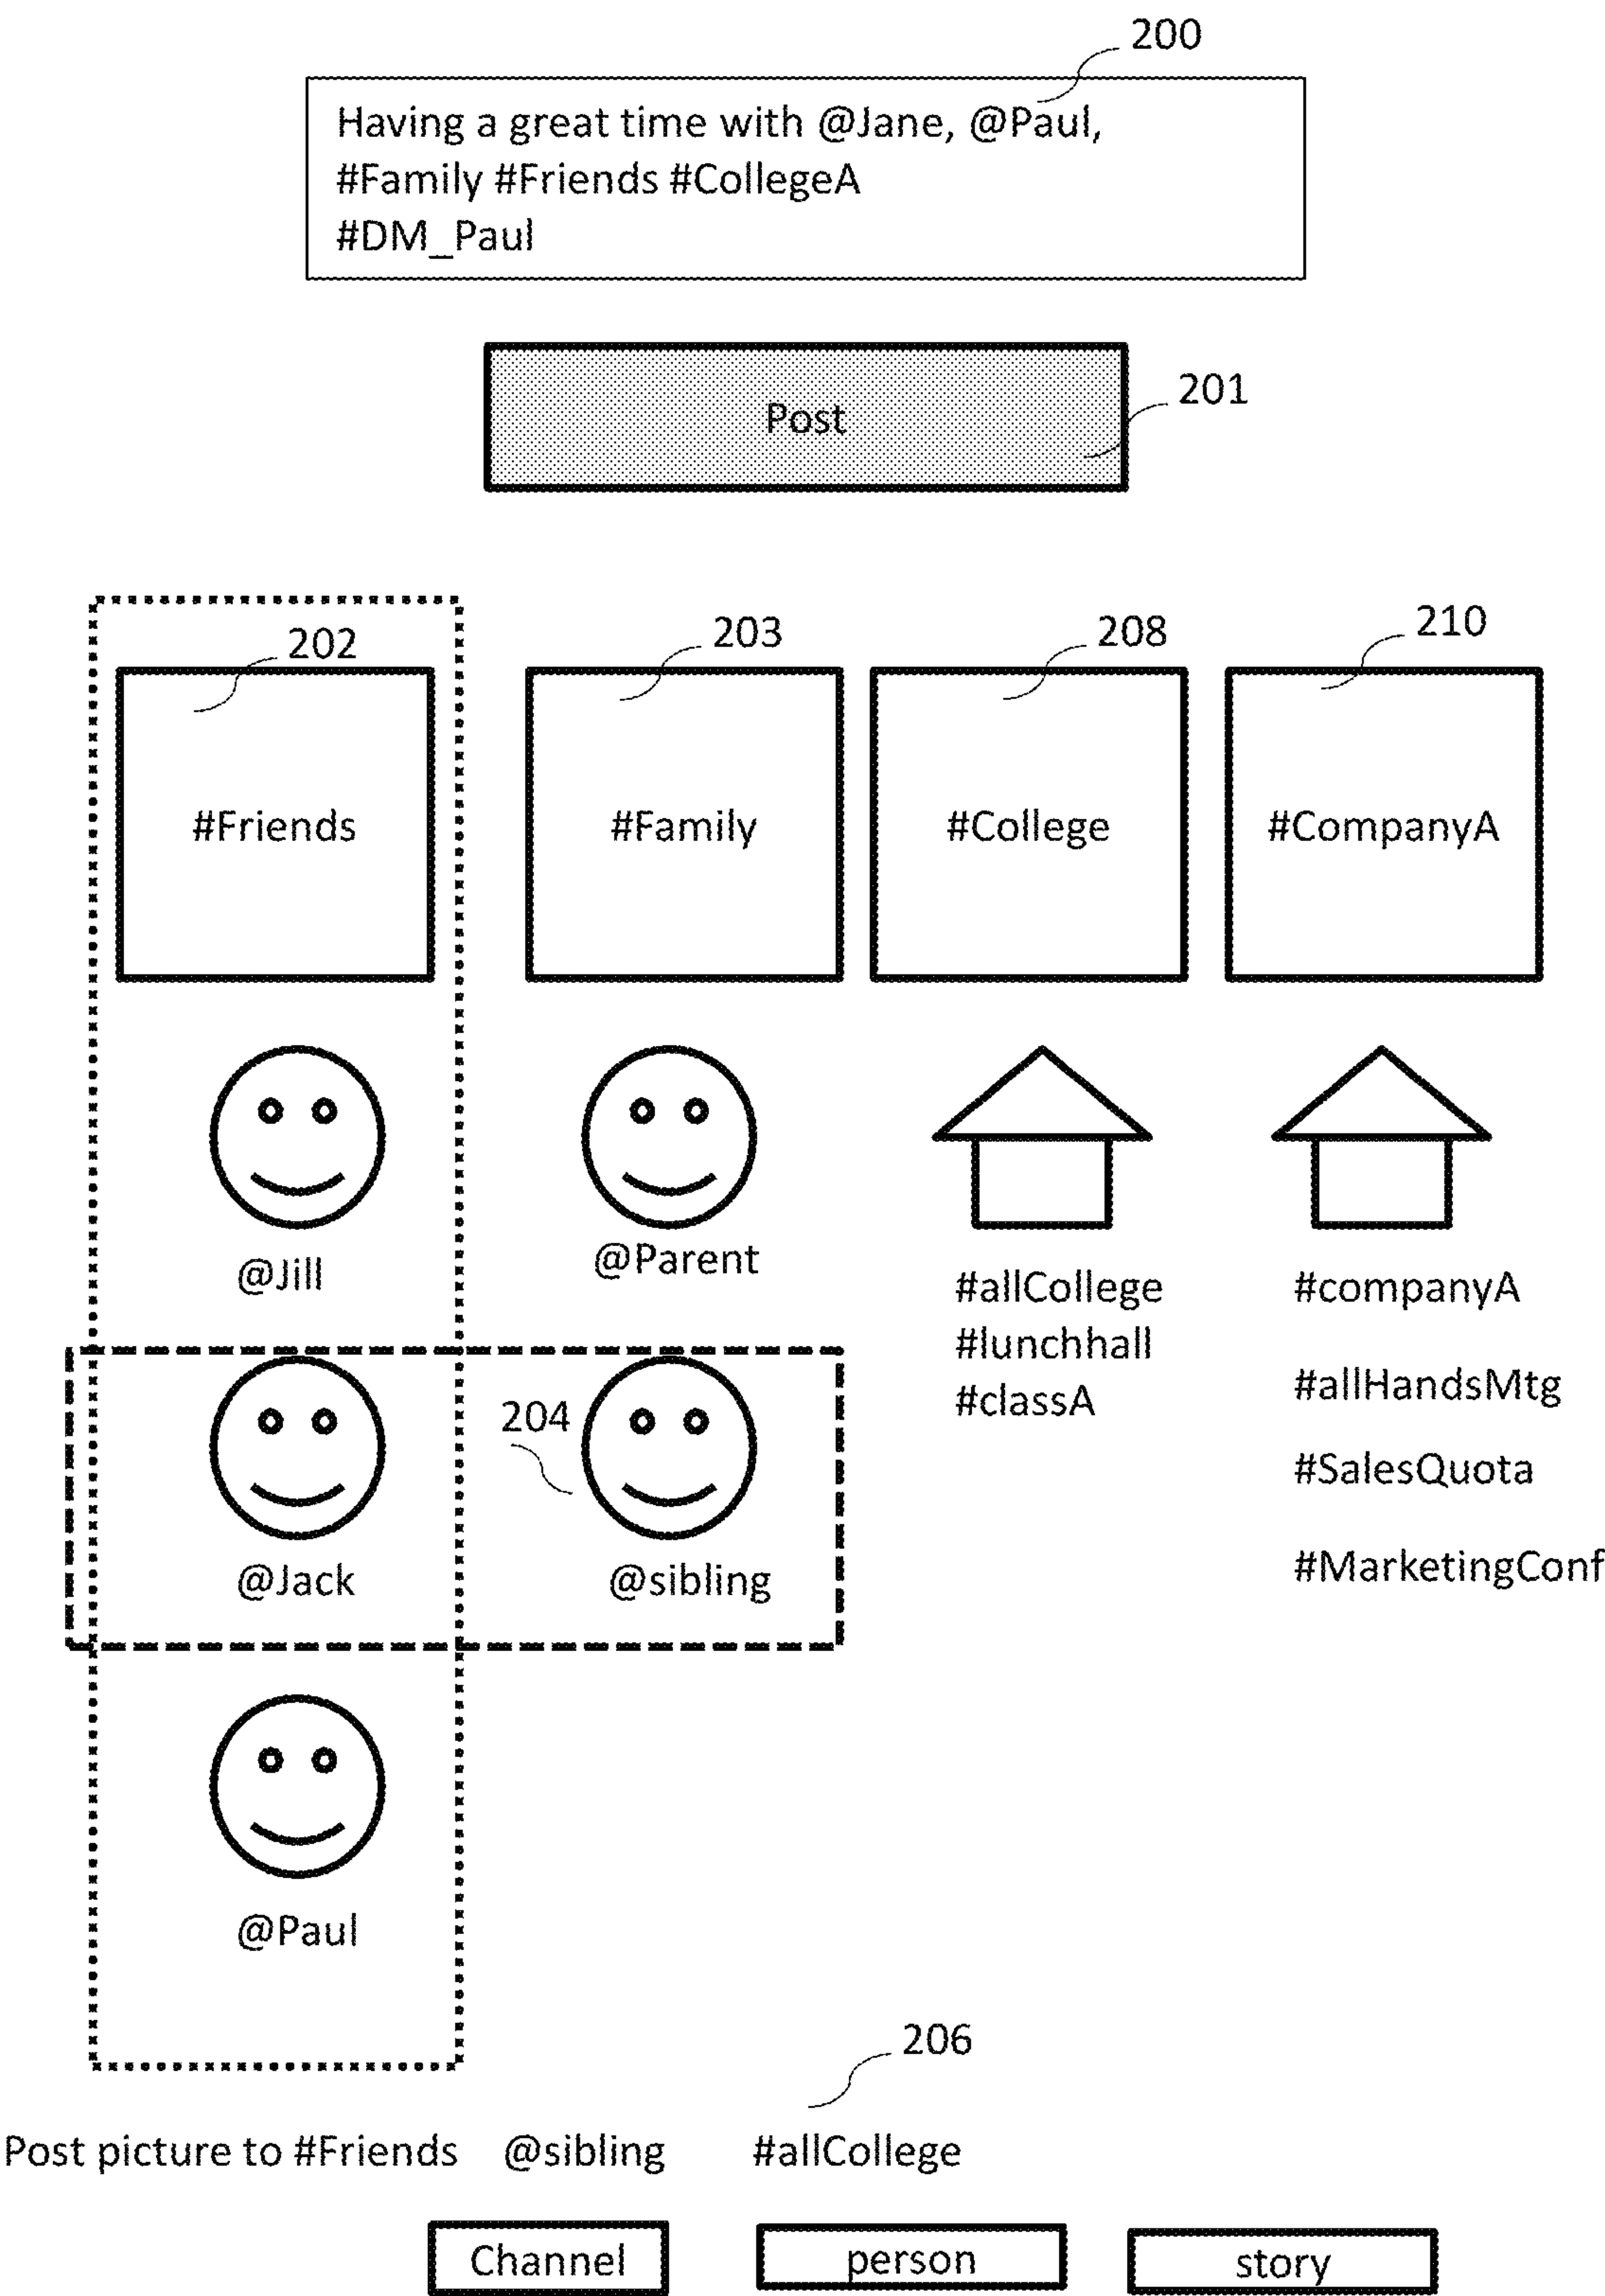 200
Having a great time with @Jane, @Paul,
#Family #Friends #CollegeA
#DM_Paul
Post
201
202
203
208
210
#Friends
#Family
#College
#CompanyA
@Jill
@Parent
#allCollege
#lunchhall
#classA
#companyA
#allHandsMtg
#SalesQuota
#MarketingConf
204
@Jack
@sibling
@Paul
206
Post picture to #Friends @sibling #allCollege
Channel
person
story